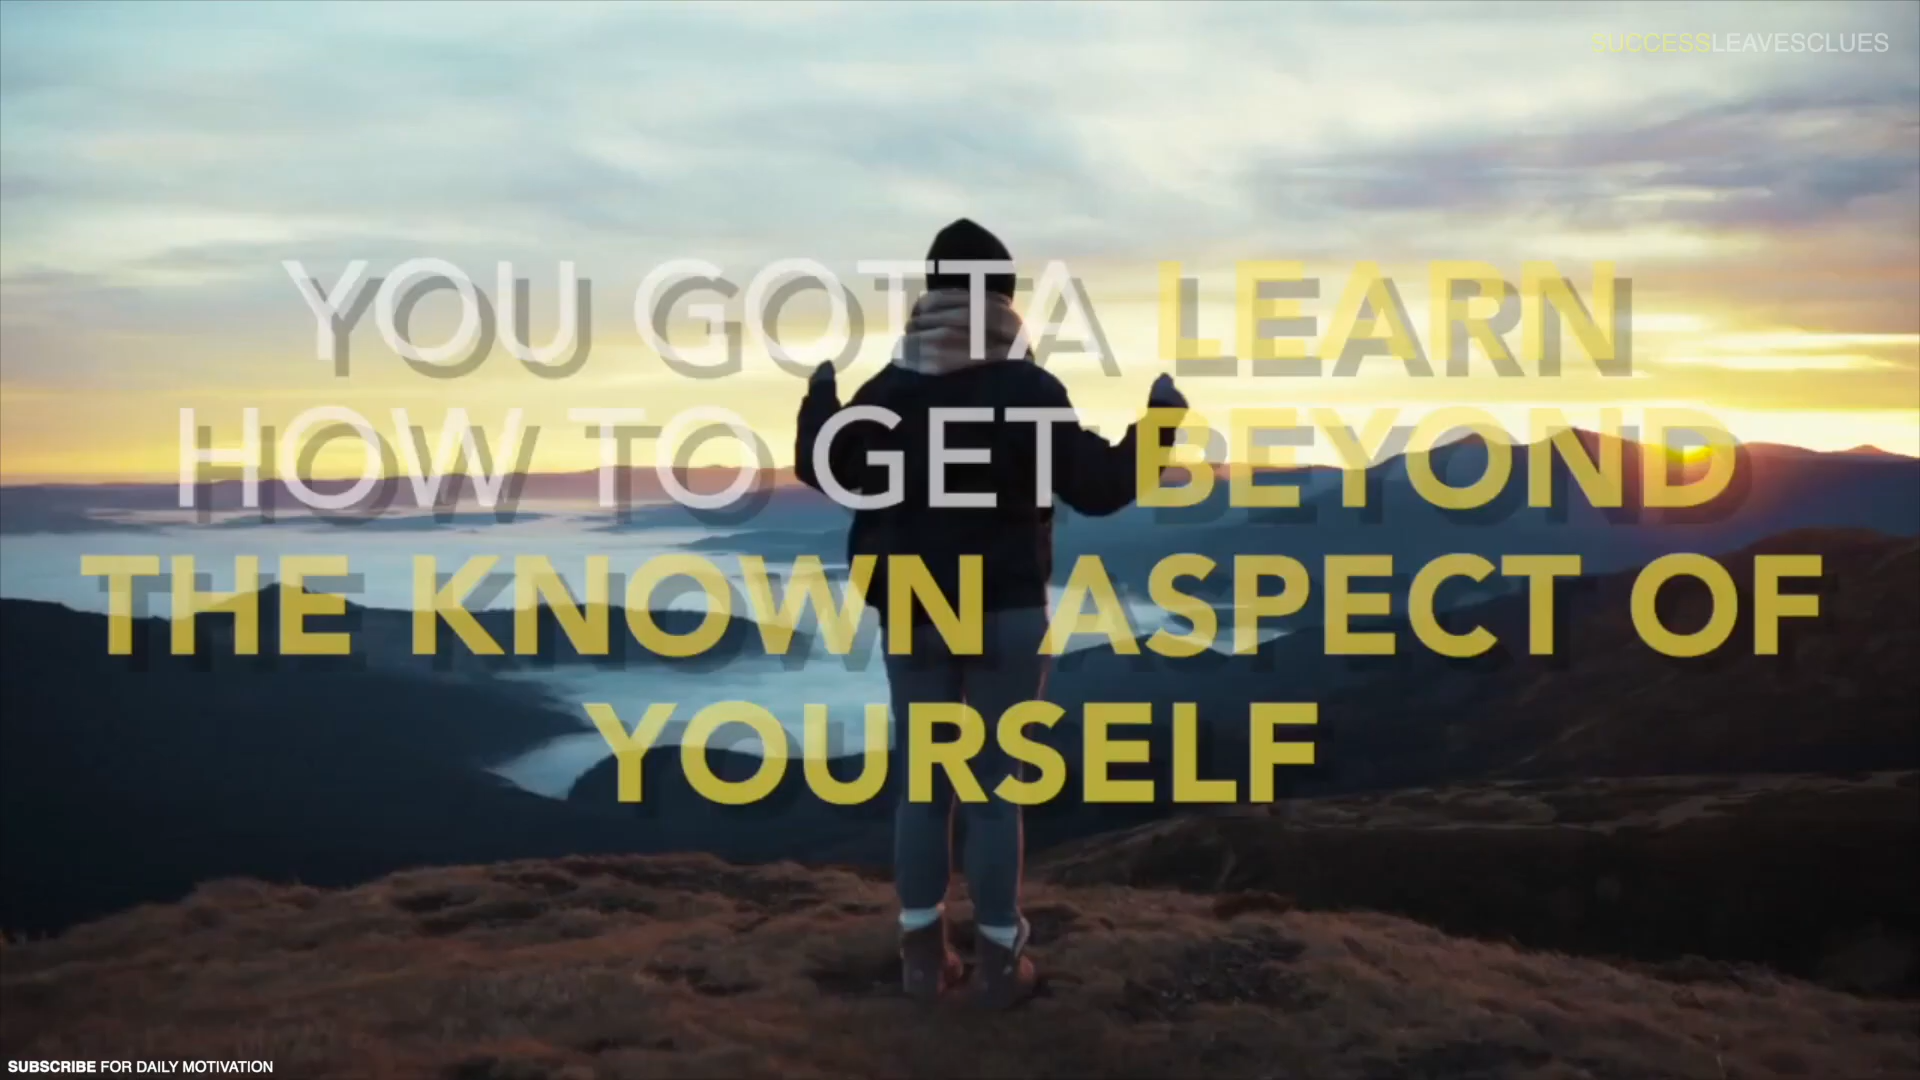 SUCCESSLEAVESCLUES
YOU GOTTA LEARN
HOW TO GET BEYOND
THE KNOWN ASPECT OF
YOURSELF
SUBSCRIBE FOR DAILY MOTIVATION